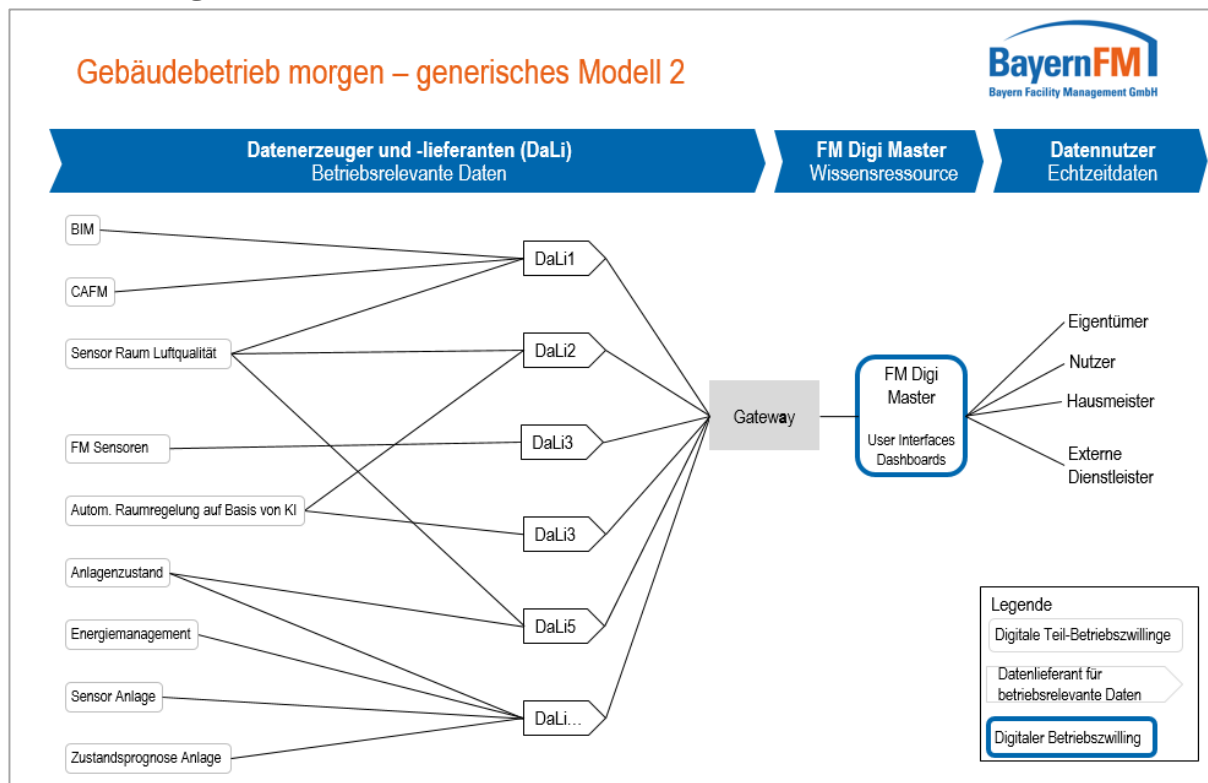 Gebäudebetrieb morgen – generisches Modell 2
BayernFM
Bayern Facility Management GmbH
Datenerzeuger und -lieferanten (DaLi)
Betriebsrelevante Daten
FM Digi Master
Wissensressource
Datennutzer
Echtzeitdaten
BIM
CAFM
Sensor Raum Luftqualität
FM Sensoren
Autom. Raumregelung auf Basis von KI
Anlagenzustand
Energiemanagement
Sensor Anlage
Zustandsprognose Anlage
DaLi1
DaLi2
DaLi3
DaLi3
DaLi5
DaLi...
Gateway
FM Digi
Master
User Interfaces
Dashboards
Eigentümer
Nutzer
Hausmeister
Externe
Dienstleister
Legende
Digitale Teil-Betriebszwillinge
Datenlieferant für
betriebsrelevante Daten
Digitaler Betriebszwilling